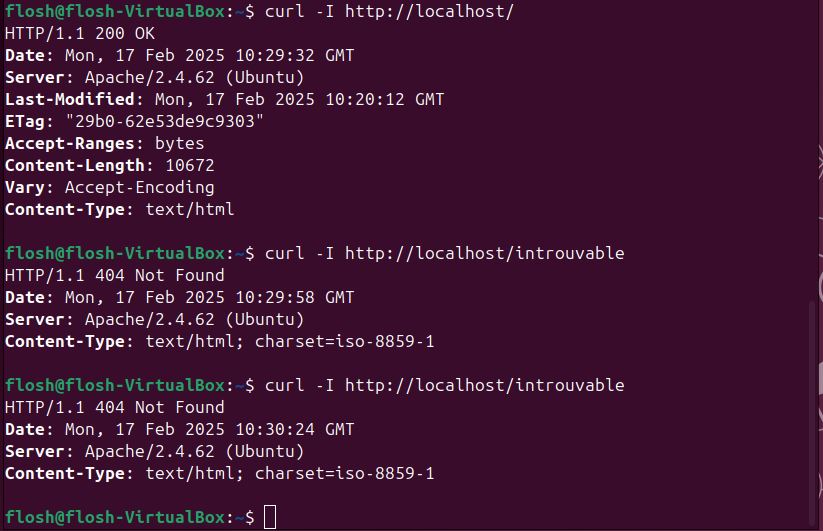 flosh@flosh-VirtualBox:~$ curl -I http://localhost/
HTTP/1.1 200 OK
Date: Mon, 17 Feb 2025 10:29:32 GMT
Server: Apache/2.4.62 (Ubuntu)
Last-Modified: Mon, 17 Feb 2025 10:20:12 GMT
ETag: "29b0-62e53de9c9303"
Accept-Ranges: bytes
Content-Length: 10672
Vary: Accept-Encoding
Content-Type: text/html
flosh@flosh-VirtualBox:~$ curl -I http://localhost/introuvable
HTTP/1.1 404 Not Found
Date: Mon, 17 Feb 2025 10:29:58 GMT
Server: Apache/2.4.62 (Ubuntu)
Content-Type: text/html; charset=iso-8859-1
flosh@flosh-VirtualBox:~$ curl -I http://localhost/introuvable
HTTP/1.1 404 Not Found
Date: Mon, 17 Feb 2025 10:30:24 GMT
Server: Apache/2.4.62 (Ubuntu)
Content-Type: text/html; charset=iso-8859-1
flosh@flosh-VirtualBox:~$